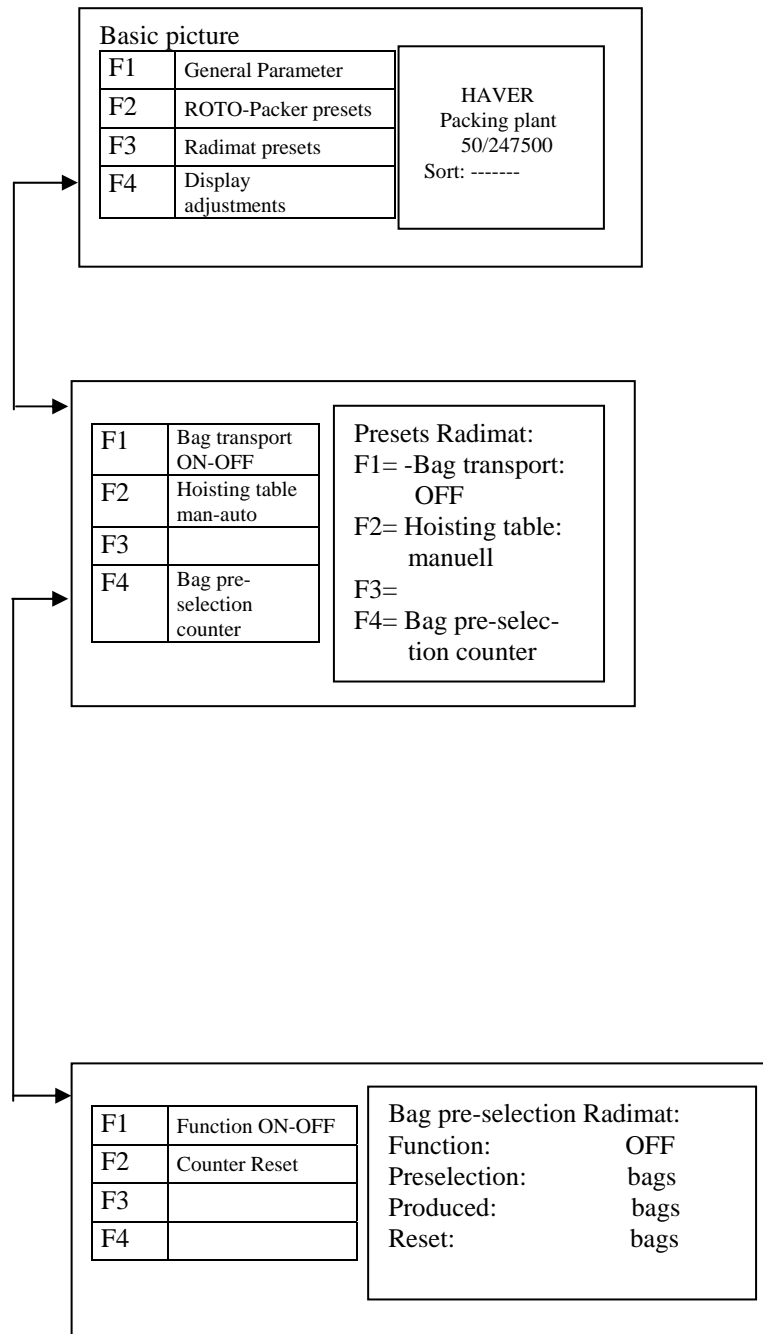 Basic picture
F1 General Parameter
F2 ROTO-Packer presets
F3 Radimat presets
F4 Display
adjustments
HAVER
Packing plant
50/247500
Sort: -------
F1 Bag transport
ON-OFF
F2 Hoisting table
man-auto
F3
F4 Bag pre-
selection
counter
Presets Radimat:
F1= -Bag transport:
OFF
F2= Hoisting table:
manuell
F3=
F4= Bag pre-selec-
tion counter
F1 Function ON-OFF
F2 Counter Reset
F3
F4
Bag pre-selection Radimat:
Function: OFF
Preselection: bags
Produced: bags
Reset: bags